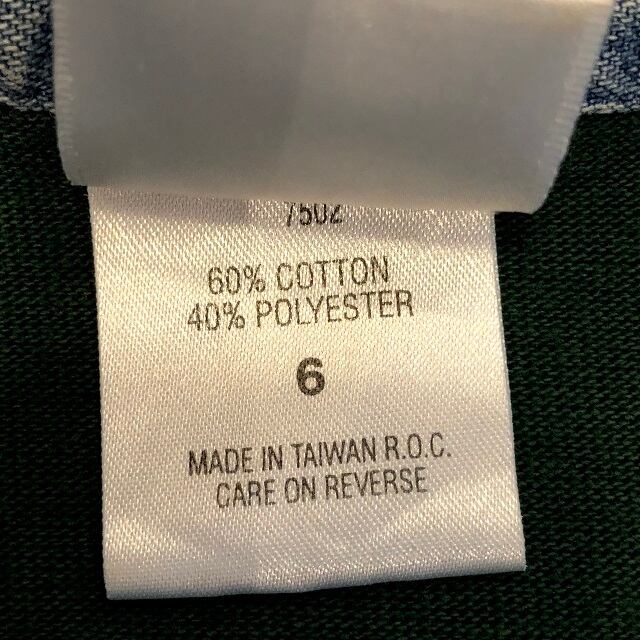 7502
60% COTTON
40% POLYESTER
6
MADE IN TAIWAN R.O.C.
CARE ON REVERSE